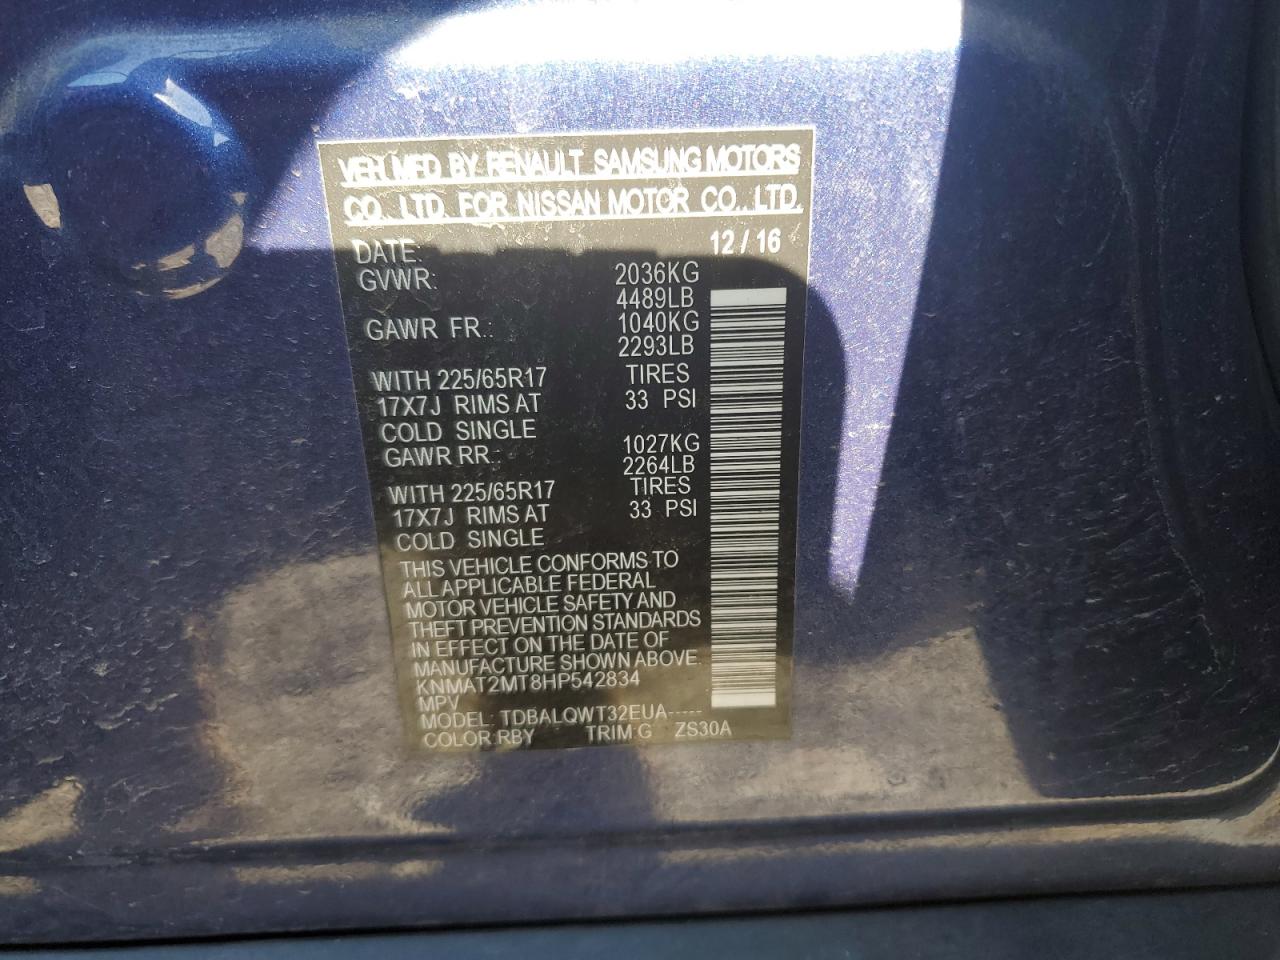 VEH. MFD BY RENAULT SAMSUNG MOTORS
CO., LTD. FOR NISSAN MOTOR CO., LTD.
DATE: 12 / 16
GVWR: 2036KG
4489LB
GAWR FR.: 1040KG
2293LB
WITH 225/65R17 TIRES
17X7J RIMS AT 33 PSI
COLD SINGLE
GAWR RR.: 1027KG
2264LB
WITH 225/65R17 TIRES
17X7J RIMS AT 33 PSI
COLD SINGLE
THIS VEHICLE CONFORMS TO
ALL APPLICABLE FEDERAL
MOTOR VEHICLE SAFETY AND
THEFT PREVENTION STANDARDS
IN EFFECT ON THE DATE OF
MANUFACTURE SHOWN ABOVE.
KNMAT2MT8HP542834
MPV
MODEL: TDBALQWT32EUA-----
COLOR:RBY TRIM:G ZS30A